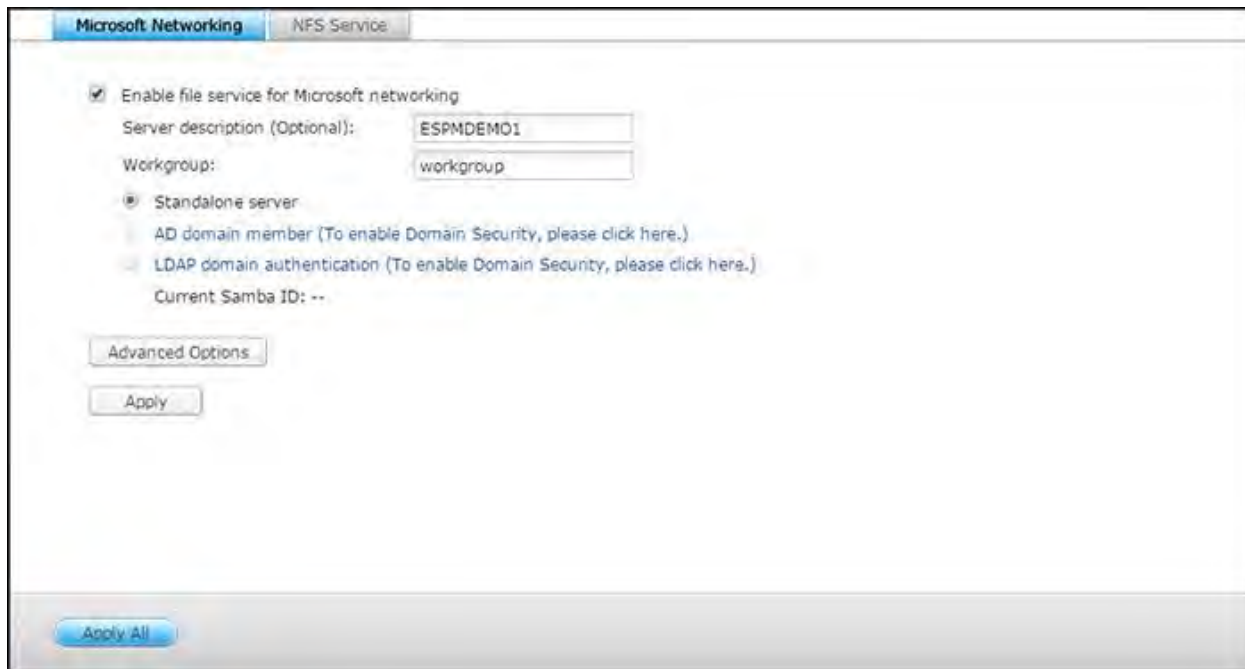 Microsoft Networking NFS Service
Enable file service for Microsoft networking
Server description (Optional): ESPMDEMO1
Workgroup: workgroup
Standalone server
AD domain member (To enable Domain Security, please click here.)
LDAP domain authentication (To enable Domain Security, please click here.)
Current Samba ID: --
Advanced Options
Apply
Apply All